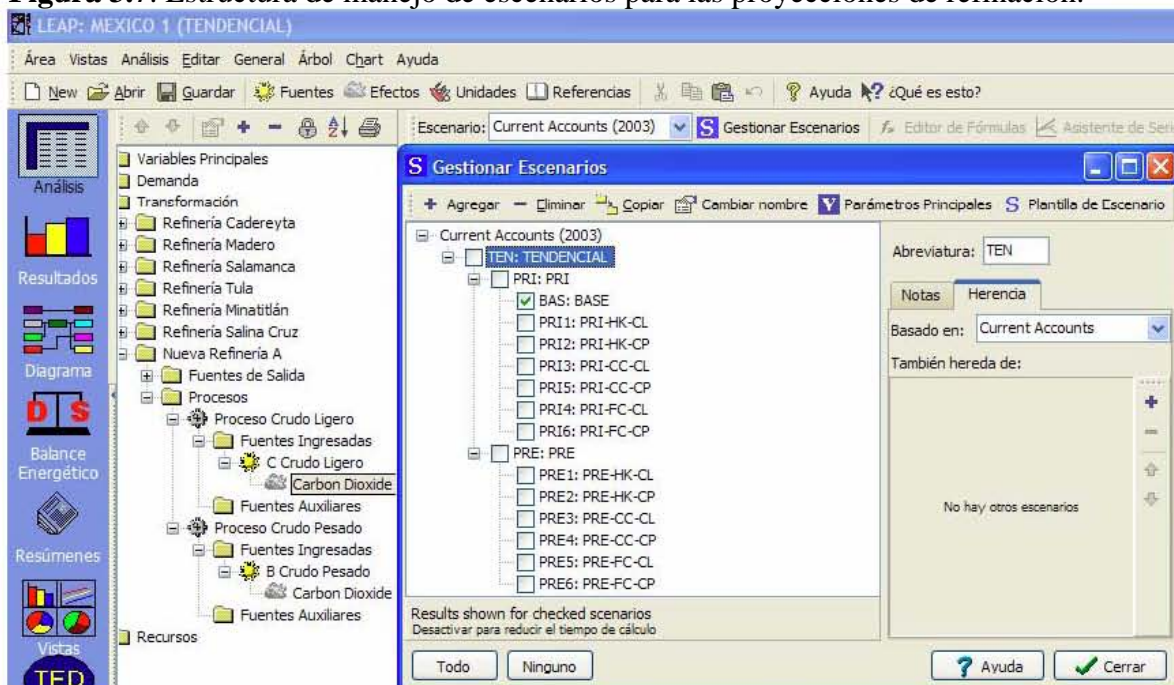 Figura 3.7. Estructura de manejo de escenarios para las proyecciones de refinación.
LEAP: MEXICO 1 (TENDENCIAL)
Área Vistas Análisis Editar General Árbol Chart Ayuda
New Abrir Guardar Fuentes Efectos Unidades Referencias Ayuda ¿Qué es esto?
Escenario: Current Accounts (2003) S Gestionar Escenarios Editor de Fórmulas Asistente de Seri
Análisis
Resultados
Diagrama
Balance
Energético
Resúmenes
Vistas
TED
Variables Principales
Demanda
Transformación
Refinería Cadereyta
Refinería Madero
Refinería Salamanca
Refinería Tula
Refinería Minatitlán
Refinería Salina Cruz
Nueva Refinería A
Fuentes de Salida
Procesos
Proceso Crudo Ligero
Fuentes Ingresadas
C Crudo Ligero
Carbon Dioxide
Fuentes Auxiliares
Proceso Crudo Pesado
Fuentes Ingresadas
B Crudo Pesado
Carbon Dioxide
Fuentes Auxiliares
Recursos
S Gestionar Escenarios
Agregar Eliminar Copiar Cambiar nombre Y Parámetros Principales S Plantilla de Escenario
Current Accounts (2003)
TEN: TENDENCIAL
PRI: PRI
BAS: BASE
PRI1: PRI-HK-CL
PRI2: PRI-HK-CP
PRI3: PRI-CC-CL
PRI5: PRI-CC-CP
PRI4: PRI-FC-CL
PRI6: PRI-FC-CP
PRE: PRE
PRE1: PRE-HK-CL
PRE2: PRE-HK-CP
PRE3: PRE-CC-CL
PRE4: PRE-CC-CP
PRE5: PRE-FC-CL
PRE6: PRE-FC-CP
Results shown for checked scenarios
Desactivar para reducir el tiempo de cálculo
Abreviatura: TEN
Notas Herencia
Basado en: Current Accounts
También hereda de:
No hay otros escenarios
Todo Ninguno Ayuda Cerrar